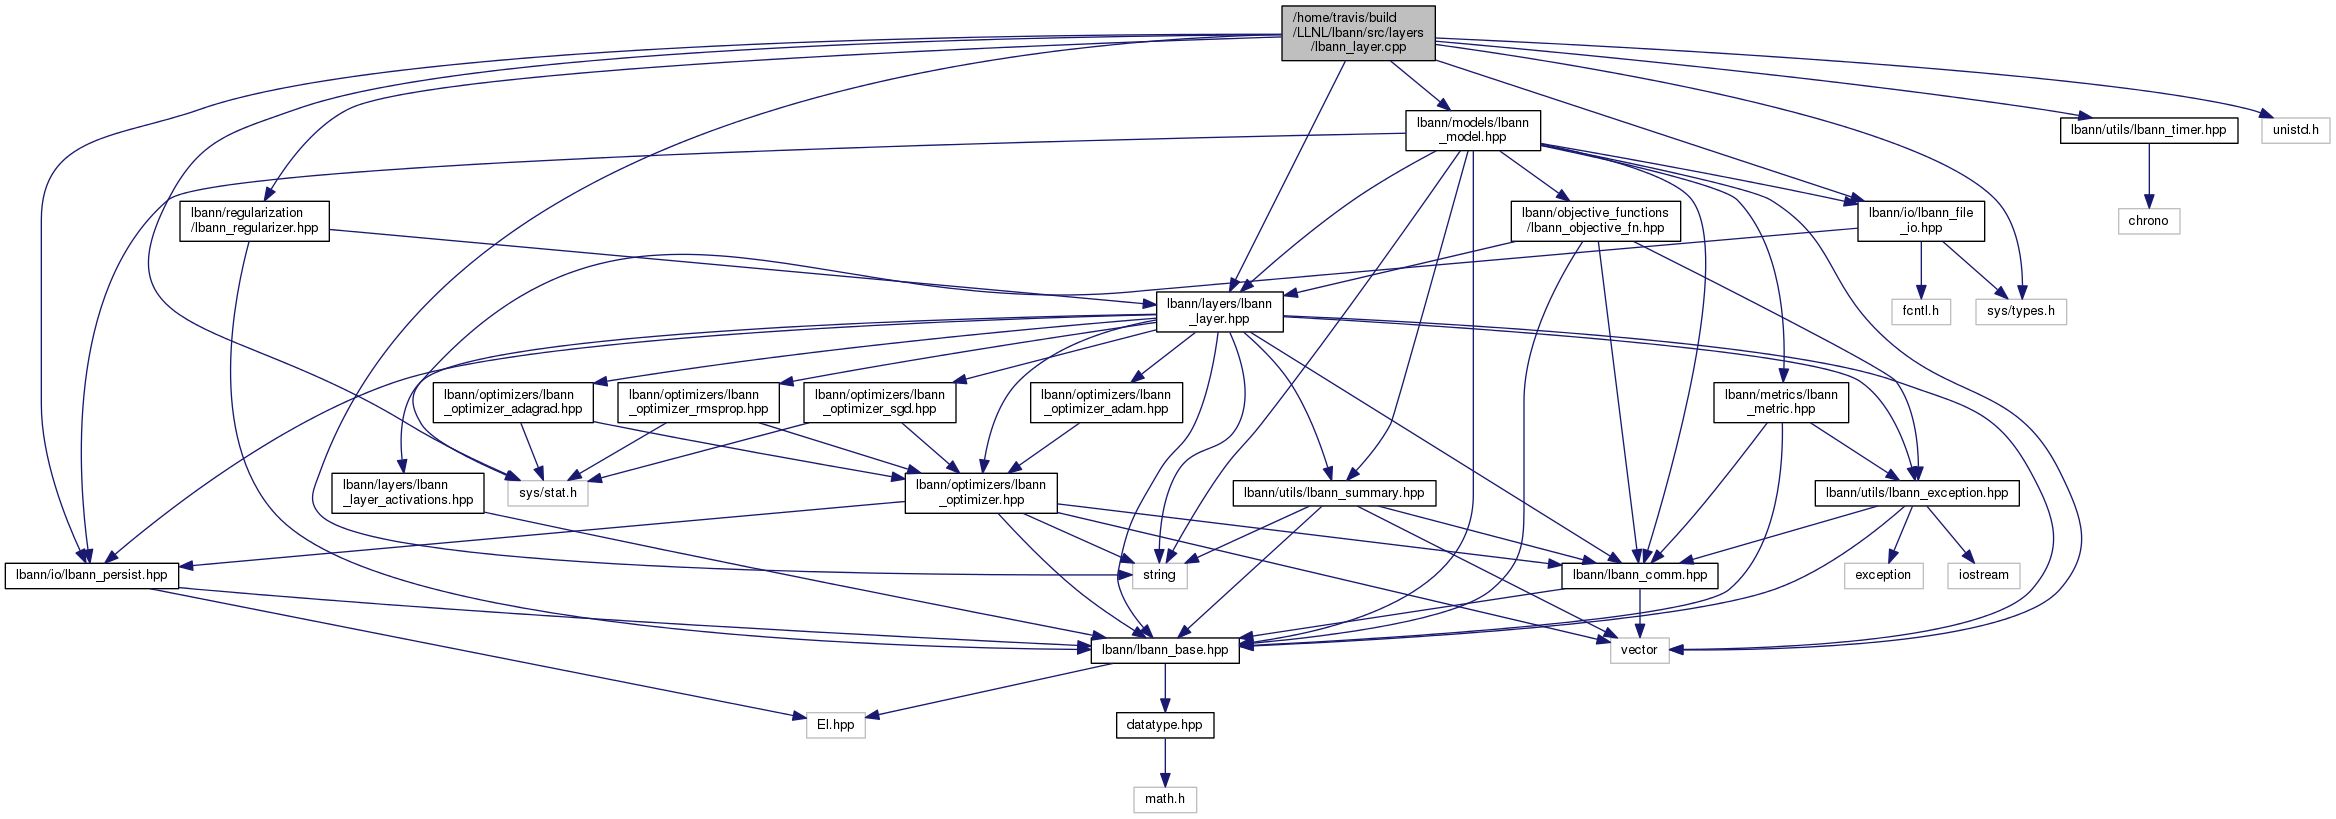 /home/travis/build
/LLNL/lbann/src/layers
/lbann_layer.cpp
lbann/models/lbann
_model.hpp
lbann/utils/lbann_timer.hpp
unistd.h
lbann/regularization
/lbann_regularizer.hpp
lbann/objective_functions
/lbann_objective_fn.hpp
lbann/io/lbann_file
_io.hpp
chrono
lbann/layers/lbann
_layer.hpp
fcntl.h
sys/types.h
lbann/optimizers/lbann
_optimizer_adagrad.hpp
lbann/optimizers/lbann
_optimizer_rmsprop.hpp
lbann/optimizers/lbann
_optimizer_sgd.hpp
lbann/optimizers/lbann
_optimizer_adam.hpp
lbann/metrics/lbann
_metric.hpp
lbann/layers/lbann
_layer_activations.hpp
sys/stat.h
lbann/optimizers/lbann
_optimizer.hpp
lbann/utils/lbann_summary.hpp
lbann/utils/lbann_exception.hpp
lbann/io/lbann_persist.hpp
string
lbann/lbann_comm.hpp
exception
iostream
lbann/lbann_base.hpp
vector
El.hpp
datatype.hpp
math.h